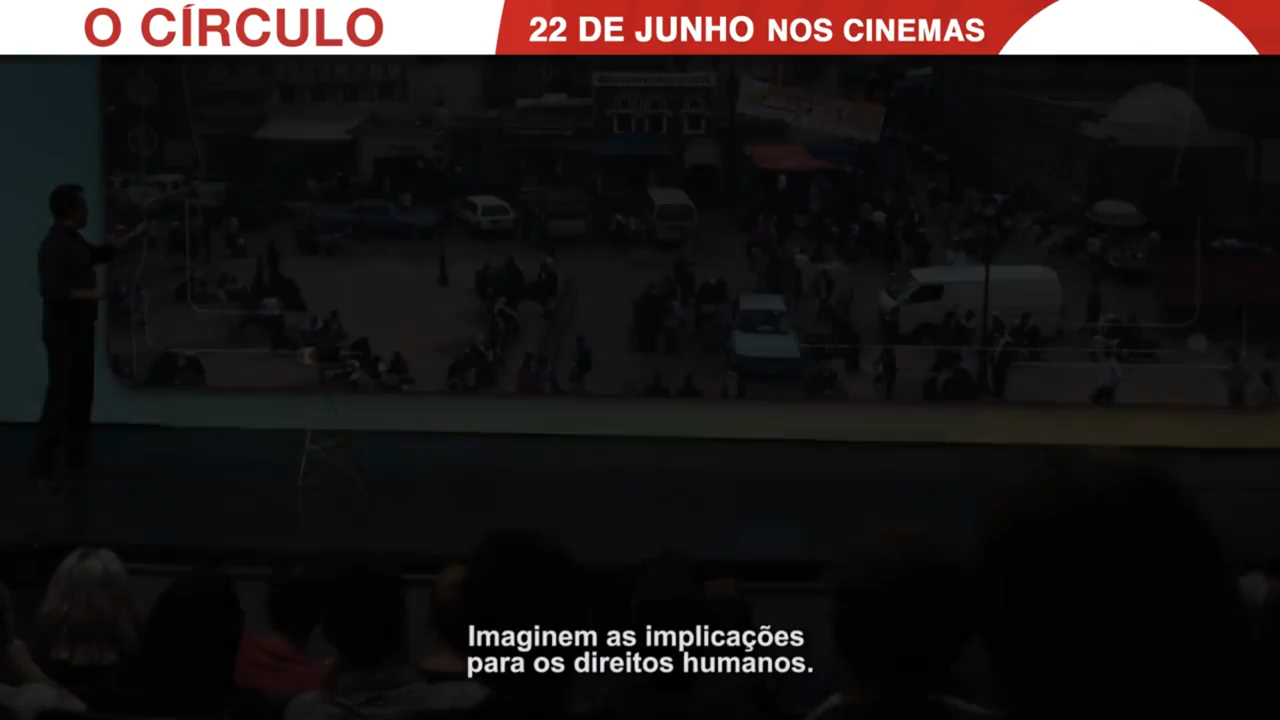 O CÍRCULO
22 DE JUNHO NOS CINEMAS
Imaginem as implicações
para os direitos humanos.